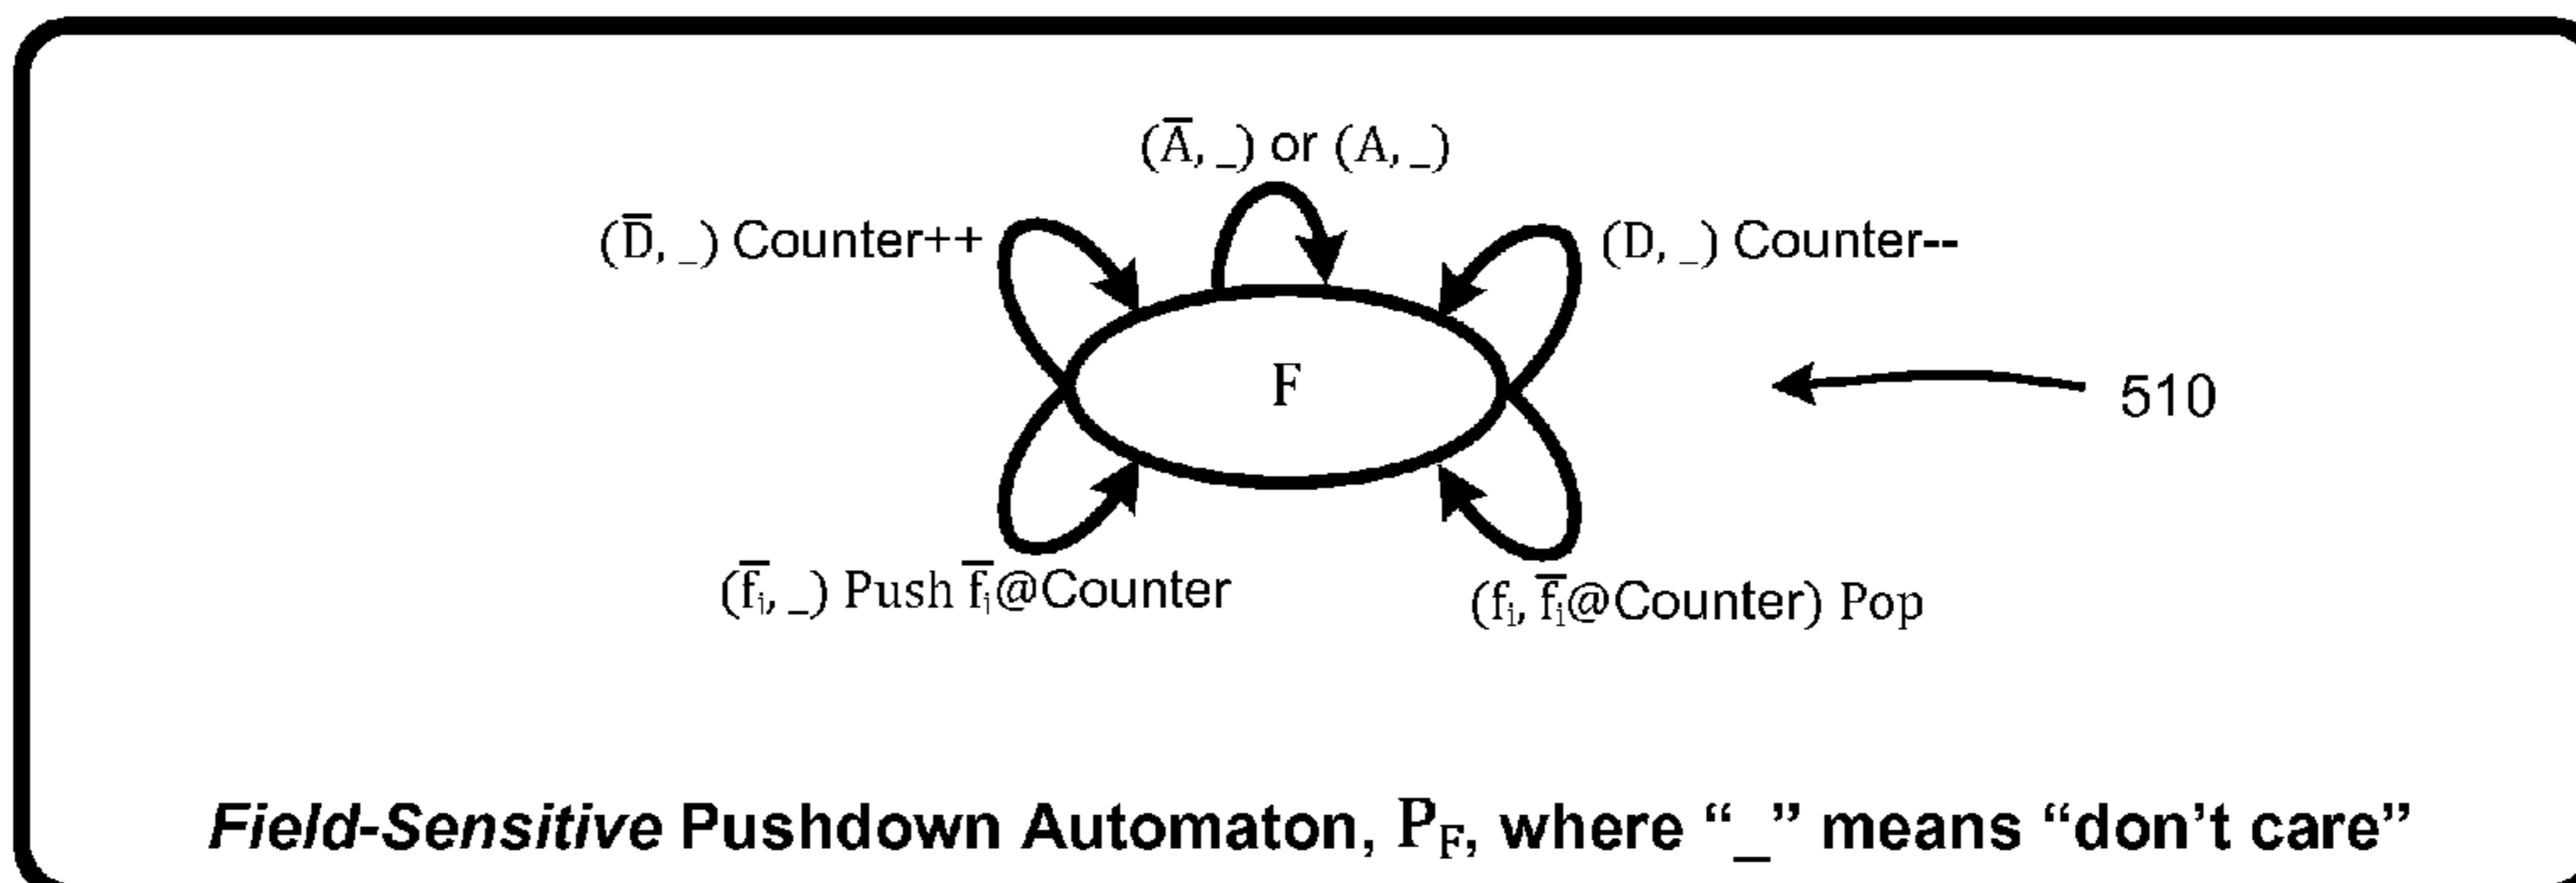 (A̅, _) or (A, _)
(D̅, _) Counter++
(D, _) Counter--
F
510
(f̅ᵢ, _) Push f̅ᵢ@Counter
(fᵢ, f̅ᵢ@Counter) Pop
Field-Sensitive Pushdown Automaton, P_F, where “_” means “don’t care”